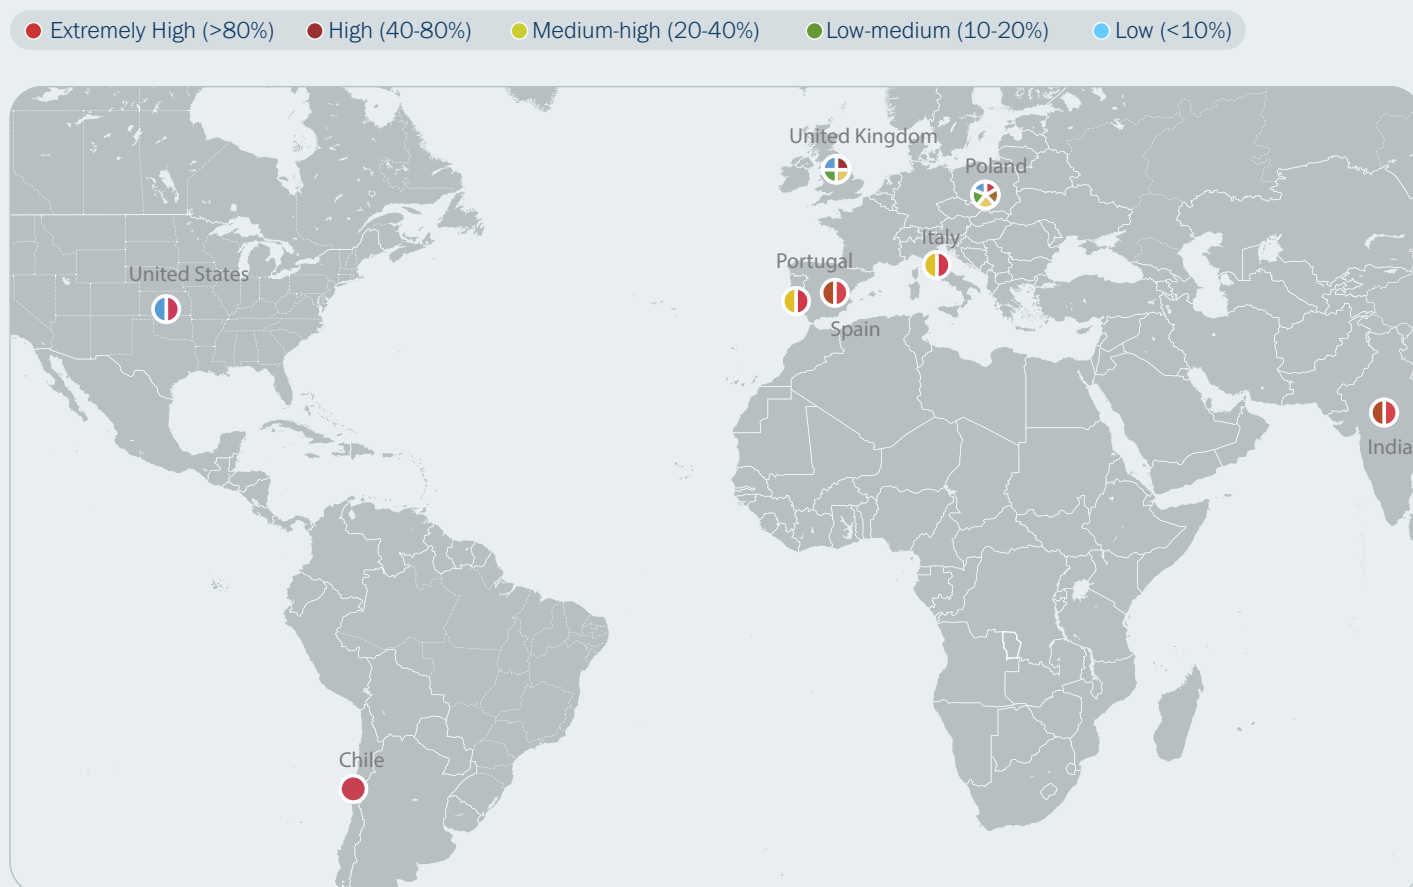 Extremely High (>80%) High (40-80%) Medium-high (20-40%) Low-medium (10-20%) Low (<10%)
United Kingdom
Poland
Italy
Portugal
United States
Spain
India
Chile